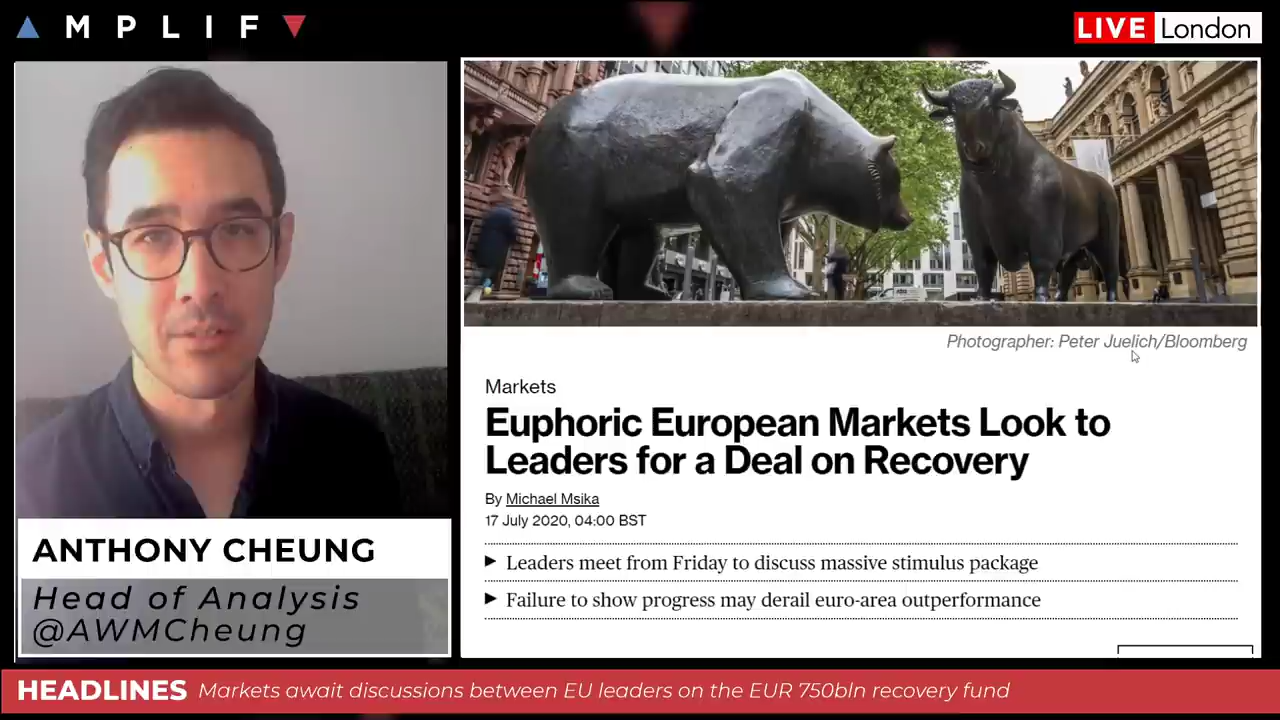 ▲ M P L I F ▼
LIVE London
Photographer: Peter Juelich/Bloomberg
Markets
Euphoric European Markets Look to
Leaders for a Deal on Recovery
By Michael Msika
17 July 2020, 04:00 BST
▶ Leaders meet from Friday to discuss massive stimulus package
▶ Failure to show progress may derail euro-area outperformance
ANTHONY CHEUNG
Head of Analysis
@AWMCheung
HEADLINES Markets await discussions between EU leaders on the EUR 750bln recovery fund